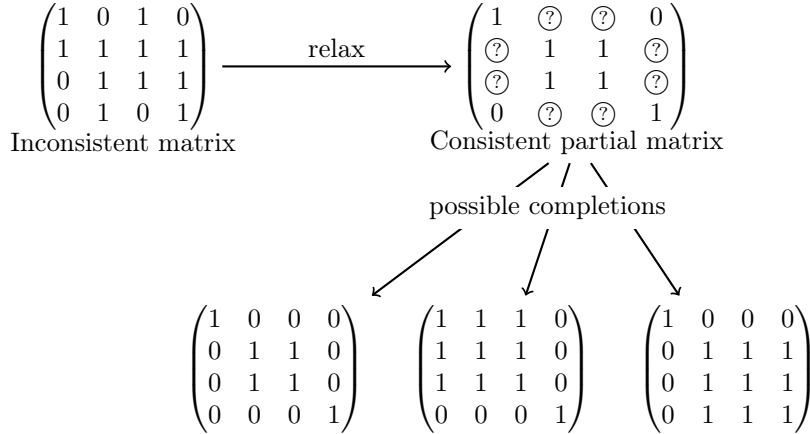 1 0 1 0 1 ? ? 0
1 1 1 1 relax ? 1 1 ?
0 1 1 1 ? 1 1 ?
0 1 0 1 0 ? ? 1
Inconsistent matrix Consistent partial matrix
possible completions
1 0 0 0 1 1 1 0 1 0 0 0
0 1 1 0 1 1 1 0 0 1 1 1
0 1 1 0 1 1 1 0 0 1 1 1
0 0 0 1 0 0 0 1 0 1 1 1